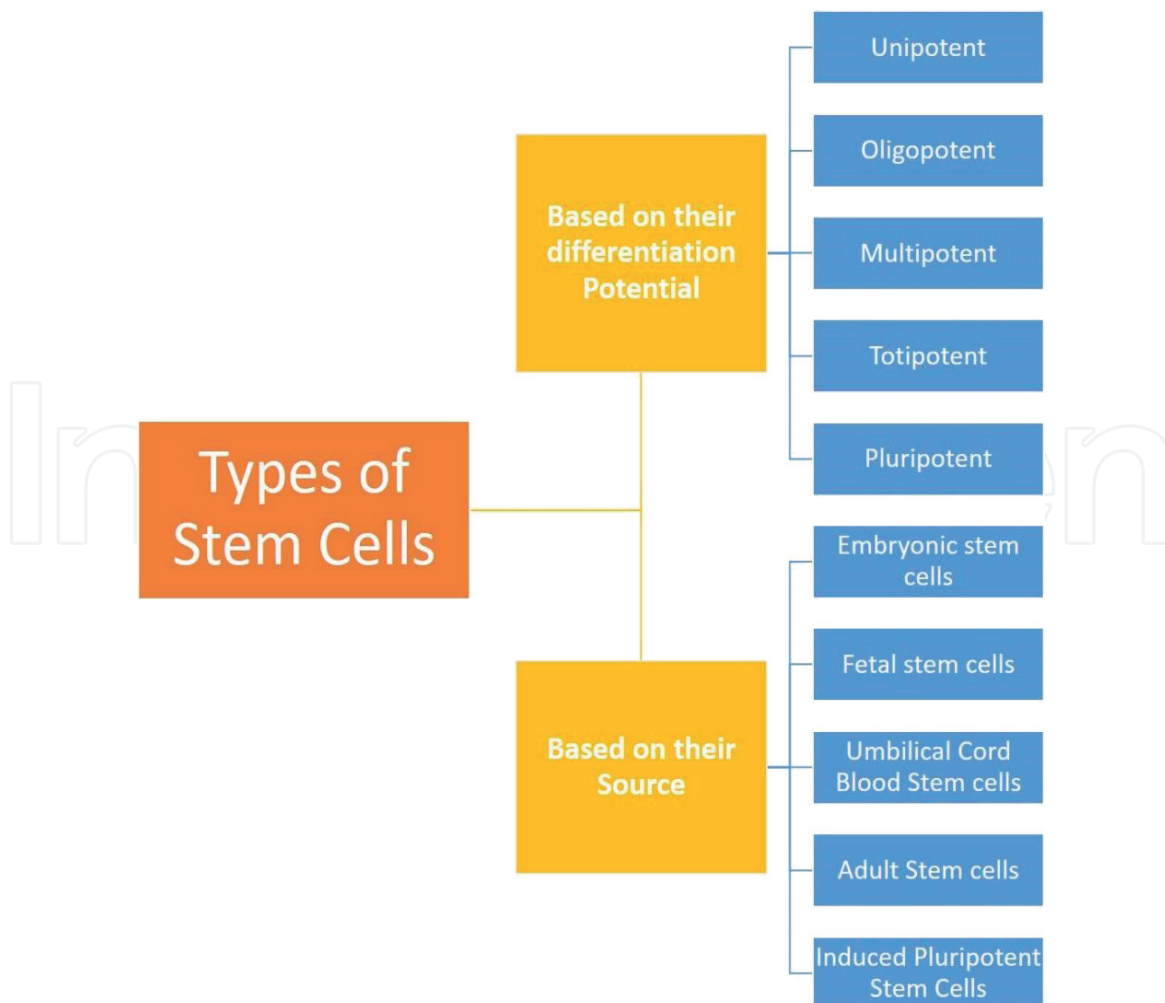 Types of
Stem Cells
Based on their
differentiation
Potential
Unipotent
Oligopotent
Multipotent
Totipotent
Pluripotent
Based on their
Source
Embryonic stem
cells
Fetal stem cells
Umbilical Cord
Blood Stem cells
Adult Stem cells
Induced Pluripotent
Stem Cells